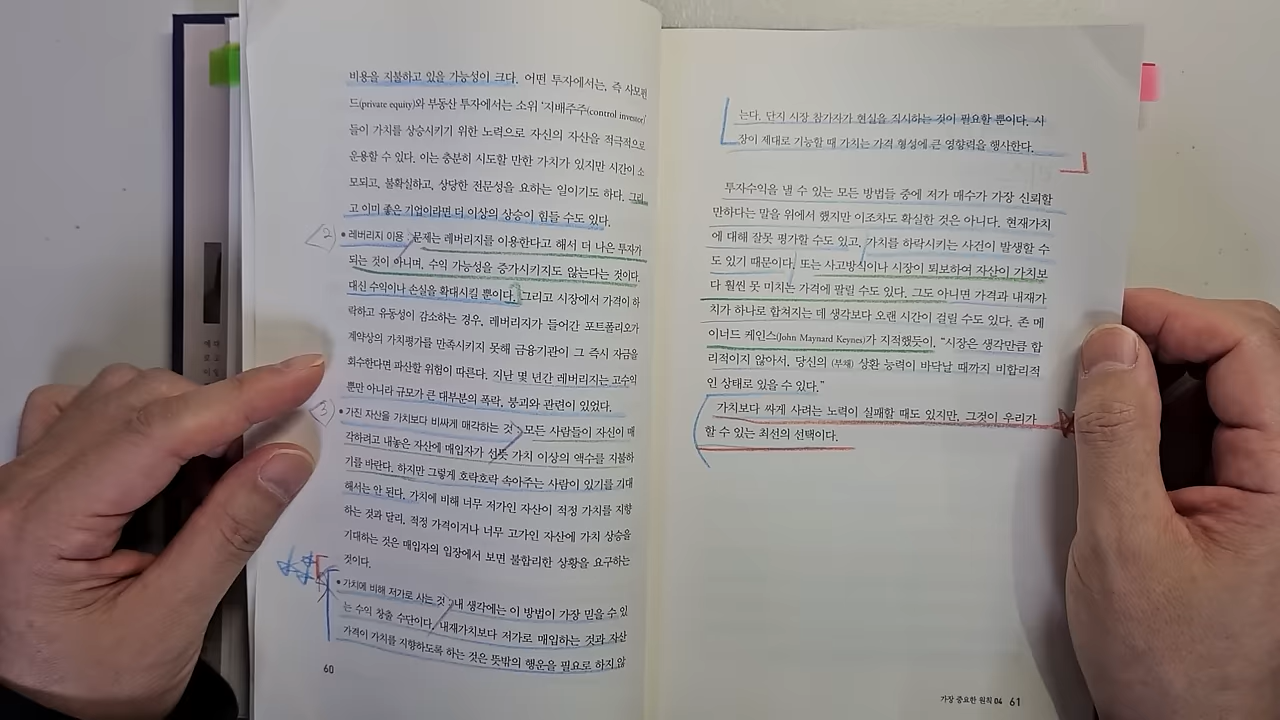 비용을 지불하고 있을 가능성이 크다. 어떤 투자에서는, 즉 사모펀
드(private equity)와 부동산 투자에서는 소위 '지배주주(control investor)'
들이 가치를 상승시키기 위한 노력으로 자신의 자산을 적극적으로
운용할 수 있다. 이는 충분히 시도할 만한 가치가 있지만 시간이 소
모되고, 불확실하고, 상당한 전문성을 요하는 일이기도 하다. 그리
고 이미 좋은 기업이라면 더 이상의 상승이 힘들 수도 있다.
2
• 레버리지 이용 문제는 레버리지를 이용한다고 해서 더 나은 투자가
되는 것이 아니며, 수익 가능성을 증가시키지도 않는다는 것이다.
대신 수익이나 손실을 확대시킬 뿐이다. 그리고 시장에서 가격이 하
락하고 유동성이 감소하는 경우, 레버리지가 들어간 포트폴리오가
계약상의 가치평가를 만족시키지 못해 금융기관이 그 즉시 자금을
회수한다면 파산할 위험이 따른다. 지난 몇 년간 레버리지는 고수익
뿐만 아니라 규모가 큰 대부분의 폭락, 붕괴와 관련이 있었다.
3
• 가진 자산을 가치보다 비싸게 매각하는 것 모든 사람들이 자신이 매
각하려고 내놓은 자산에 매입자가 선뜻 가치 이상의 액수를 지불하
기를 바란다. 하지만 그렇게 호락호락 속아주는 사람이 있기를 기대
해서는 안 된다. 가치에 비해 너무 저가인 자산이 적정 가치를 지향
하는 것과 달리, 적정 가격이거나 너무 고가인 자산에 가치 상승을
기대하는 것은 매입자의 입장에서 보면 불합리한 상황을 요구하는
것이다.
• 가치에 비해 저가로 사는 것 내 생각에는 이 방법이 가장 믿을 수 있
는 수익 창출 수단이다. 내재가치보다 저가로 매입하는 것과 자산
가격이 가치를 지향하도록 하는 것은 뜻밖의 행운을 필요로 하지 않
60
는다. 단지 시장 참가자가 현실을 직시하는 것이 필요할 뿐이다. 시
장이 제대로 기능할 때 가치는 가격 형성에 큰 영향력을 행사한다.
투자수익을 낼 수 있는 모든 방법들 중에 저가 매수가 가장 신뢰할
만하다는 말을 위에서 했지만 이조차도 확실한 것은 아니다. 현재가치
에 대해 잘못 평가할 수도 있고, 가치를 하락시키는 사건이 발생할 수
도 있기 때문이다. 또는 사고방식이나 시장이 퇴보하여 자산이 가치보
다 훨씬 못 미치는 가격에 팔릴 수도 있다. 그도 아니면 가격과 내재가
치가 하나로 합쳐지는 데 생각보다 오랜 시간이 걸릴 수도 있다. 존 메
이너드 케인스(John Maynard Keynes)가 지적했듯이, "시장은 생각만큼 합
리적이지 않아서, 당신의 (부채) 상환 능력이 바닥날 때까지 비합리적
인 상태로 있을 수 있다."
가치보다 싸게 사려는 노력이 실패할 때도 있지만, 그것이 우리가
할 수 있는 최선의 선택이다.
가장 중요한 원칙 04 61